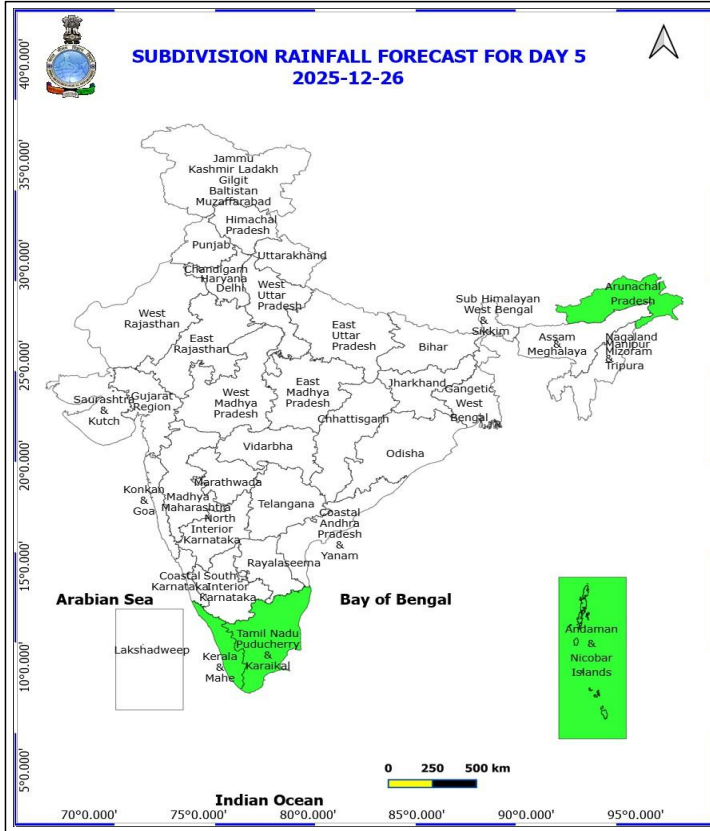 SUBDIVISION RAINFALL FORECAST FOR DAY 5
2025-12-26
40°0.000'
35°0.000'
30°0.000'
25°0.000'
20°0.000'
15°0.000'
10°0.000'
5°0.000'
Jammu
Kashmir Ladakh
Gilgit
Baltistan
Muzaffarabad
Himachal
Pradesh
Punjab
Uttarakhand
Chandigarh
Haryana
Delhi
West
Uttar
Pradesh
West
Rajasthan
East
Rajasthan
East
Uttar
Pradesh
Bihar
Sub Himalayan
West Bengal
&
Sikkim
Arunachal
Pradesh
Assam
&
Meghalaya
Nagaland
Manipur
Mizoram
&
Tripura
Saurashtra
&
Kutch
Gujarat
Region
West
Madhya
Pradesh
East
Madhya
Pradesh
Jharkhand
Gangetic
West
Bengal
Chhattisgarh
Odisha
Vidarbha
Konkan
&
Goa
Madhya
Maharashtra
Marathwada
Telangana
North
Interior
Karnataka
Coastal
Andhra
Pradesh
&
Yanam
Rayalaseema
Coastal
Karnataka
South
Interior
Karnataka
Arabian Sea
Bay of Bengal
Lakshadweep
Kerala
&
Mahe
Tamil Nadu
Puducherry
&
Karaikal
Andaman
&
Nicobar
Islands
0 250 500 km
Indian Ocean
70°0.000' 75°0.000' 80°0.000' 85°0.000' 90°0.000' 95°0.000'